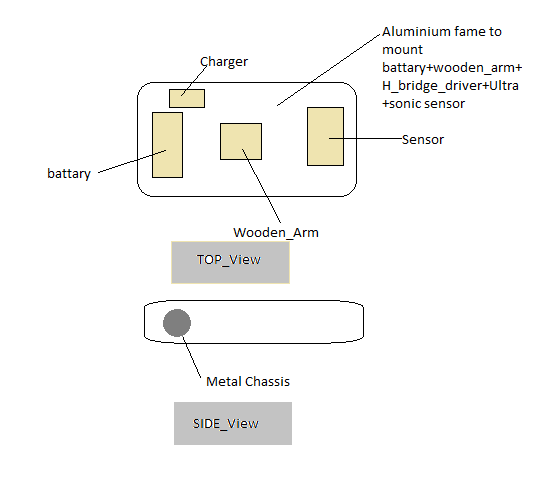 Aluminium fame to
mount
battary+wooden_arm+
H_bridge_driver+Ultra
+sonic sensor
Charger
Sensor
battary
Wooden_Arm
TOP_View
Metal Chassis
SIDE_View